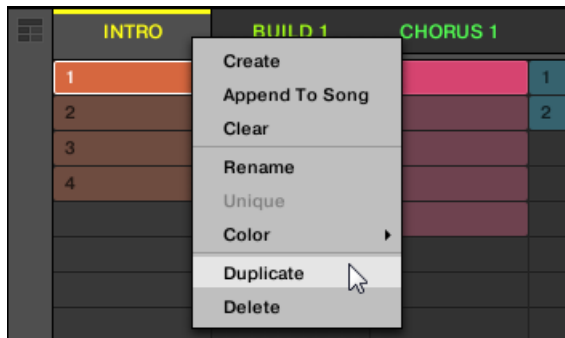 INTRO BUILD 1 CHORUS 1
1 1
2 2
3
4
Create
Append To Song
Clear
Rename
Unique
Color
Duplicate
Delete